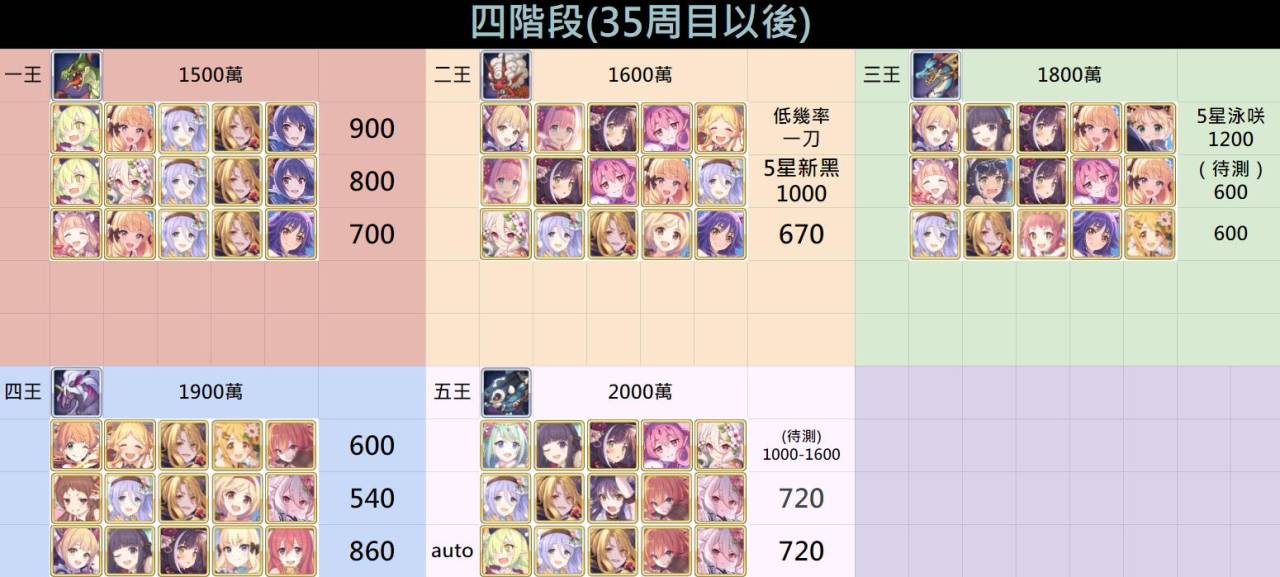 四階段(35周目以後)
一王 1500萬
900
800
700
二王 1600萬
低幾率
一刀
5星新黑
1000
670
三王 1800萬
5星泳咲
1200
(待測)
600
600
四王 1900萬
600
540
860
五王 2000萬
(待測)
1000-1600
720
auto 720